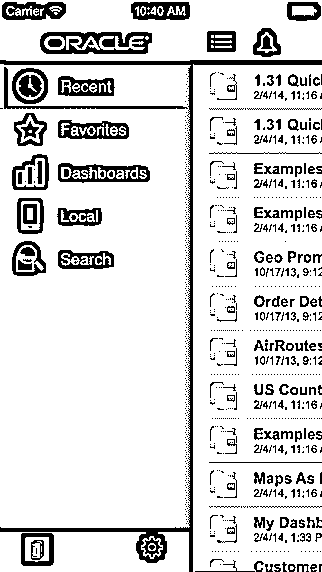 Carrier 10:40 AM
ORACLE
Recent
Favorites
Dashboards
Local
Search
1.31 Quic
2/4/14, 11:16
1.31 Quic
2/4/14, 11:16
Examples
2/4/14, 11:16
Examples
2/4/14, 11:16
Geo Prom
10/17/13, 9:12
Order Det
10/17/13, 9:12
AirRoutes
10/17/13, 9:12
US Count
2/4/14, 11:16
Examples
2/4/14, 11:16
Maps As
2/4/14, 11:16
My Dashb
2/4/14, 1:33 P
Customer